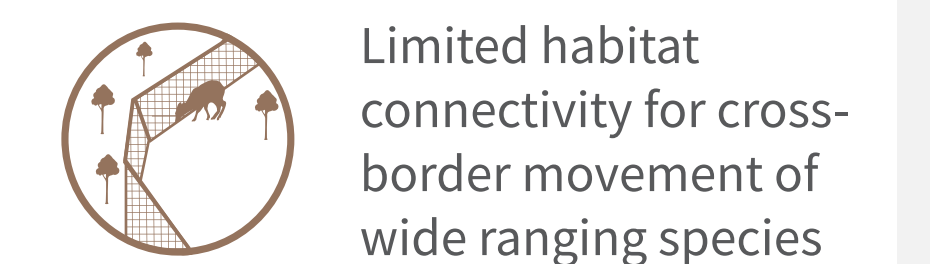 Limited habitat
connectivity for cross-
border movement of
wide ranging species